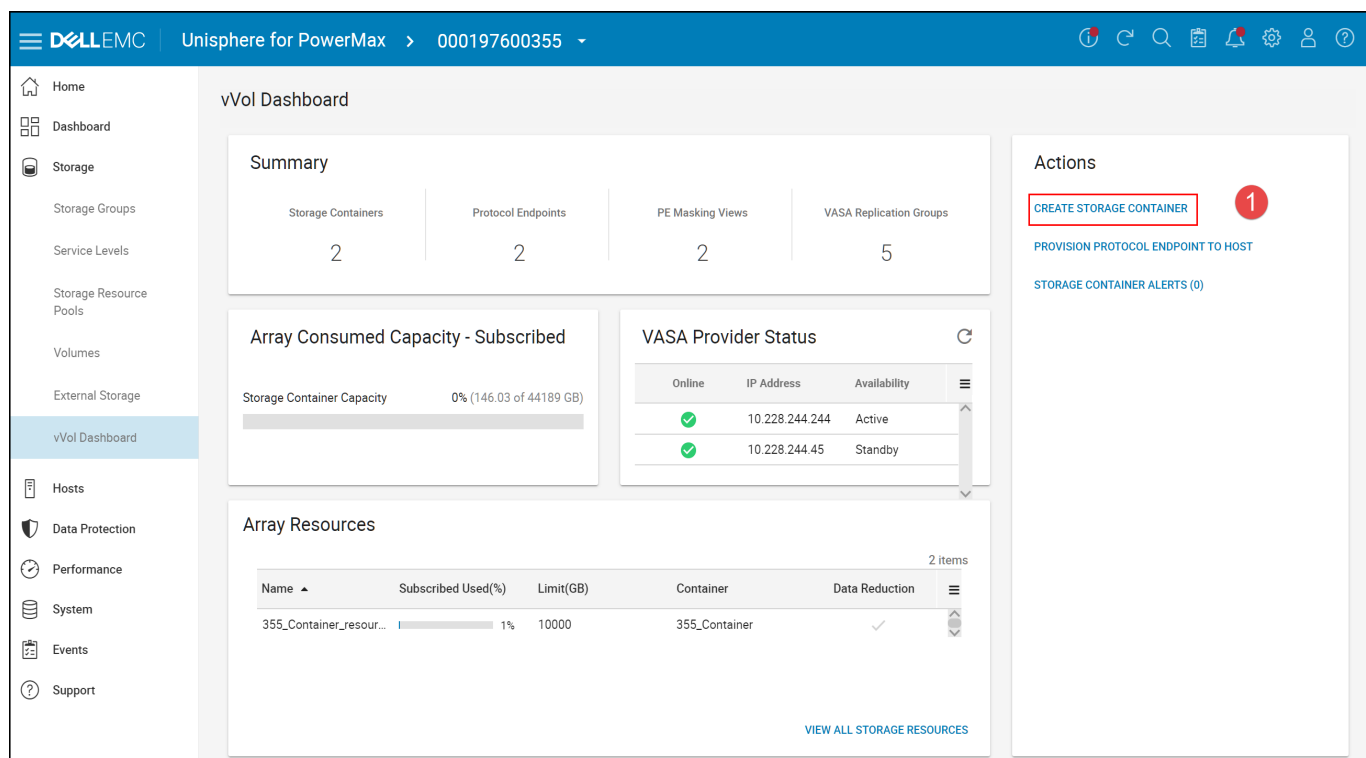 DELLEMC Unisphere for PowerMax > 000197600355
Home
Dashboard
Storage
Storage Groups
Service Levels
Storage Resource
Pools
Volumes
External Storage
vVol Dashboard
Hosts
Data Protection
Performance
System
Events
Support
vVol Dashboard
Summary
Storage Containers Protocol Endpoints PE Masking Views VASA Replication Groups
2 2 2 5
Array Consumed Capacity - Subscribed
Storage Container Capacity 0% (146.03 of 44189 GB)
VASA Provider Status
Online IP Address Availability
10.228.244.244 Active
10.228.244.45 Standby
Array Resources
2 items
Name Subscribed Used(%) Limit(GB) Container Data Reduction
355_Container_resour... 1% 10000 355_Container
VIEW ALL STORAGE RESOURCES
Actions
CREATE STORAGE CONTAINER 1
PROVISION PROTOCOL ENDPOINT TO HOST
STORAGE CONTAINER ALERTS (0)